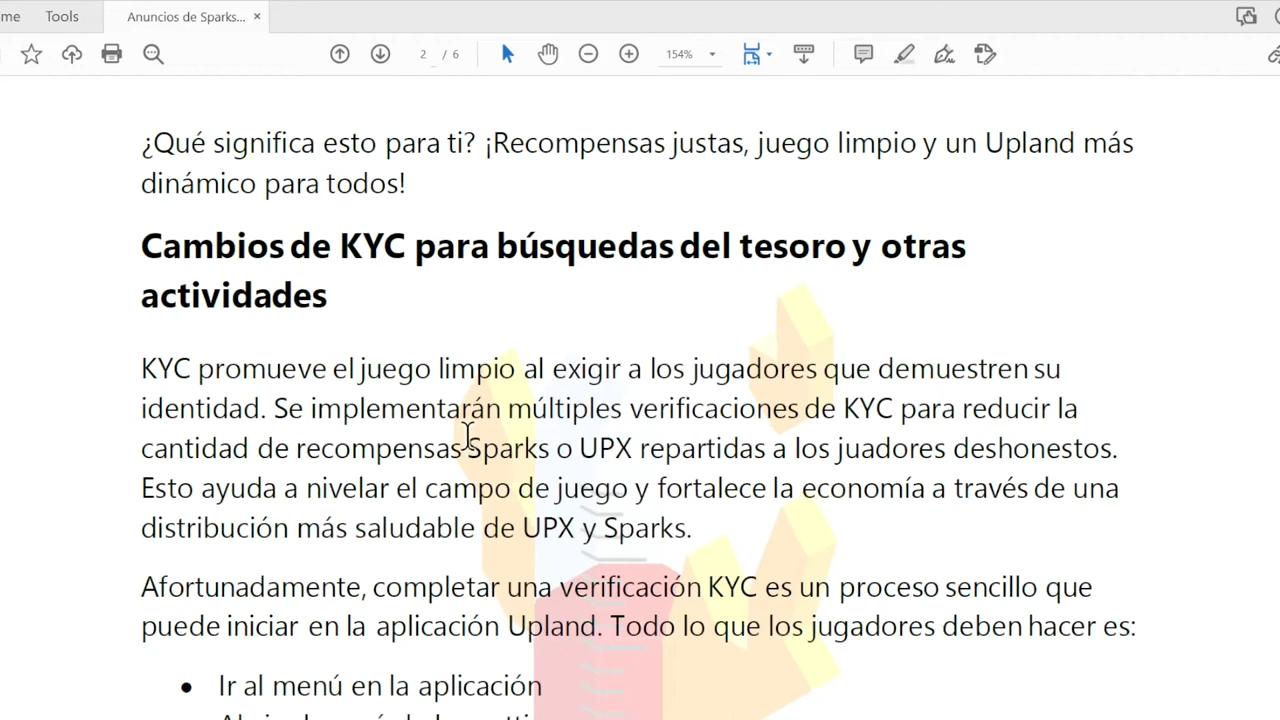 me Tools Anuncios de Sparks... ×
2 / 6 154%
¿Qué significa esto para ti? ¡Recompensas justas, juego limpio y un Upland más
dinámico para todos!
Cambios de KYC para búsquedas del tesoro y otras
actividades
KYC promueve el juego limpio al exigir a los jugadores que demuestren su
identidad. Se implementarán múltiples verificaciones de KYC para reducir la
cantidad de recompensas Sparks o UPX repartidas a los juadores deshonestos.
Esto ayuda a nivelar el campo de juego y fortalece la economía a través de una
distribución más saludable de UPX y Sparks.
Afortunadamente, completar una verificación KYC es un proceso sencillo que
puede iniciar en la aplicación Upland. Todo lo que los jugadores deben hacer es:
• Ir al menú en la aplicación